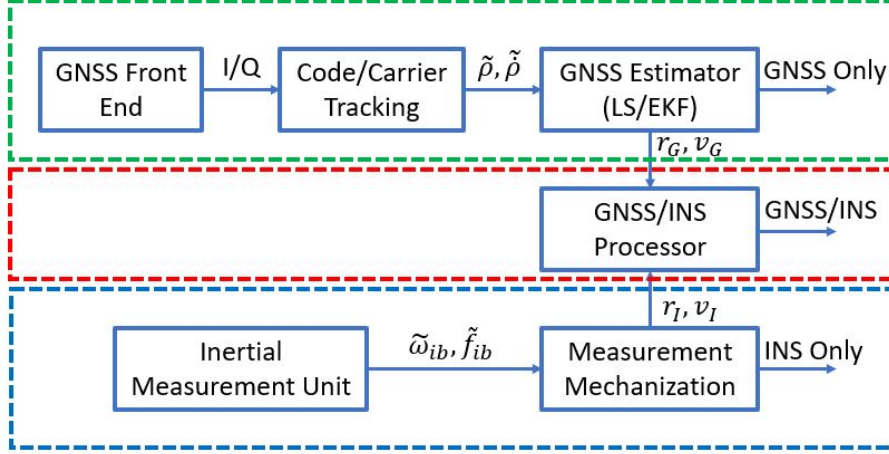 GNSS Front
End
I/Q
Code/Carrier
Tracking
ρ̃, ρ̇̃
GNSS Estimator
(LS/EKF)
GNSS Only
r_G, v_G
GNSS/INS
Processor
GNSS/INS
r_I, v_I
Inertial
Measurement Unit
ω̃_ib, f̃_ib
Measurement
Mechanization
INS Only